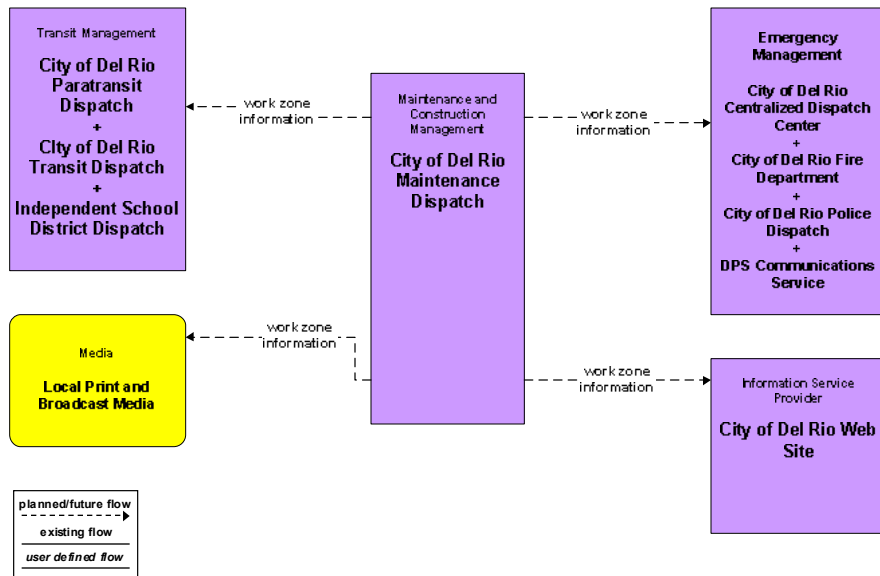 Transit Management
City of Del Rio
Paratransit
Dispatch
+
CIty of Del Rio
Transit Dispatch
+
Independent School
District Dispatch
work zone
information
Maintenance and
Construction
Management
City of Del Rio
Maintenance
Dispatch
work zone
information
Emergency
Management
City of Del Rio
Centralized Dispatch
Center
+
City of Del Rio Fire
Department
+
City of Del Rio Police
Dispatch
+
DPS Communications
Service
Media
Local Print and
Broadcast Media
work zone
information
work zone
information
Information Service
Provider
City of Del Rio Web
Site
planned/future flow
existing flow
user defined flow